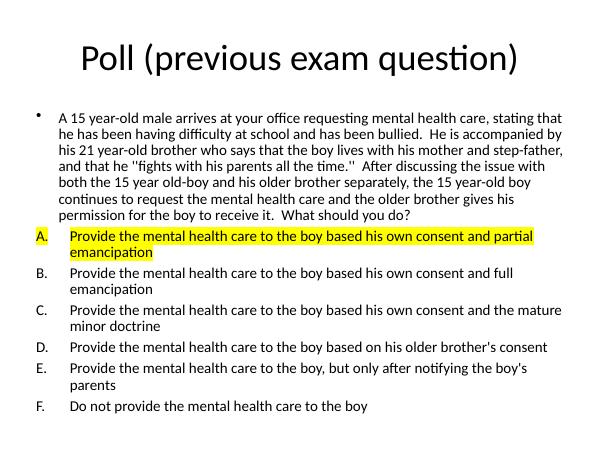 Poll (previous exam question)
• A 15 year-old male arrives at your office requesting mental health care, stating that
he has been having difficulty at school and has been bullied.  He is accompanied by
his 21 year-old brother who says that the boy lives with his mother and step-father,
and that he ''fights with his parents all the time.''  After discussing the issue with
both the 15 year old-boy and his older brother separately, the 15 year-old boy
continues to request the mental health care and the older brother gives his
permission for the boy to receive it.  What should you do?
A. Provide the mental health care to the boy based his own consent and partial
emancipation
B. Provide the mental health care to the boy based his own consent and full
emancipation
C. Provide the mental health care to the boy based his own consent and the mature
minor doctrine
D. Provide the mental health care to the boy based on his older brother's consent
E. Provide the mental health care to the boy, but only after notifying the boy's
parents
F. Do not provide the mental health care to the boy